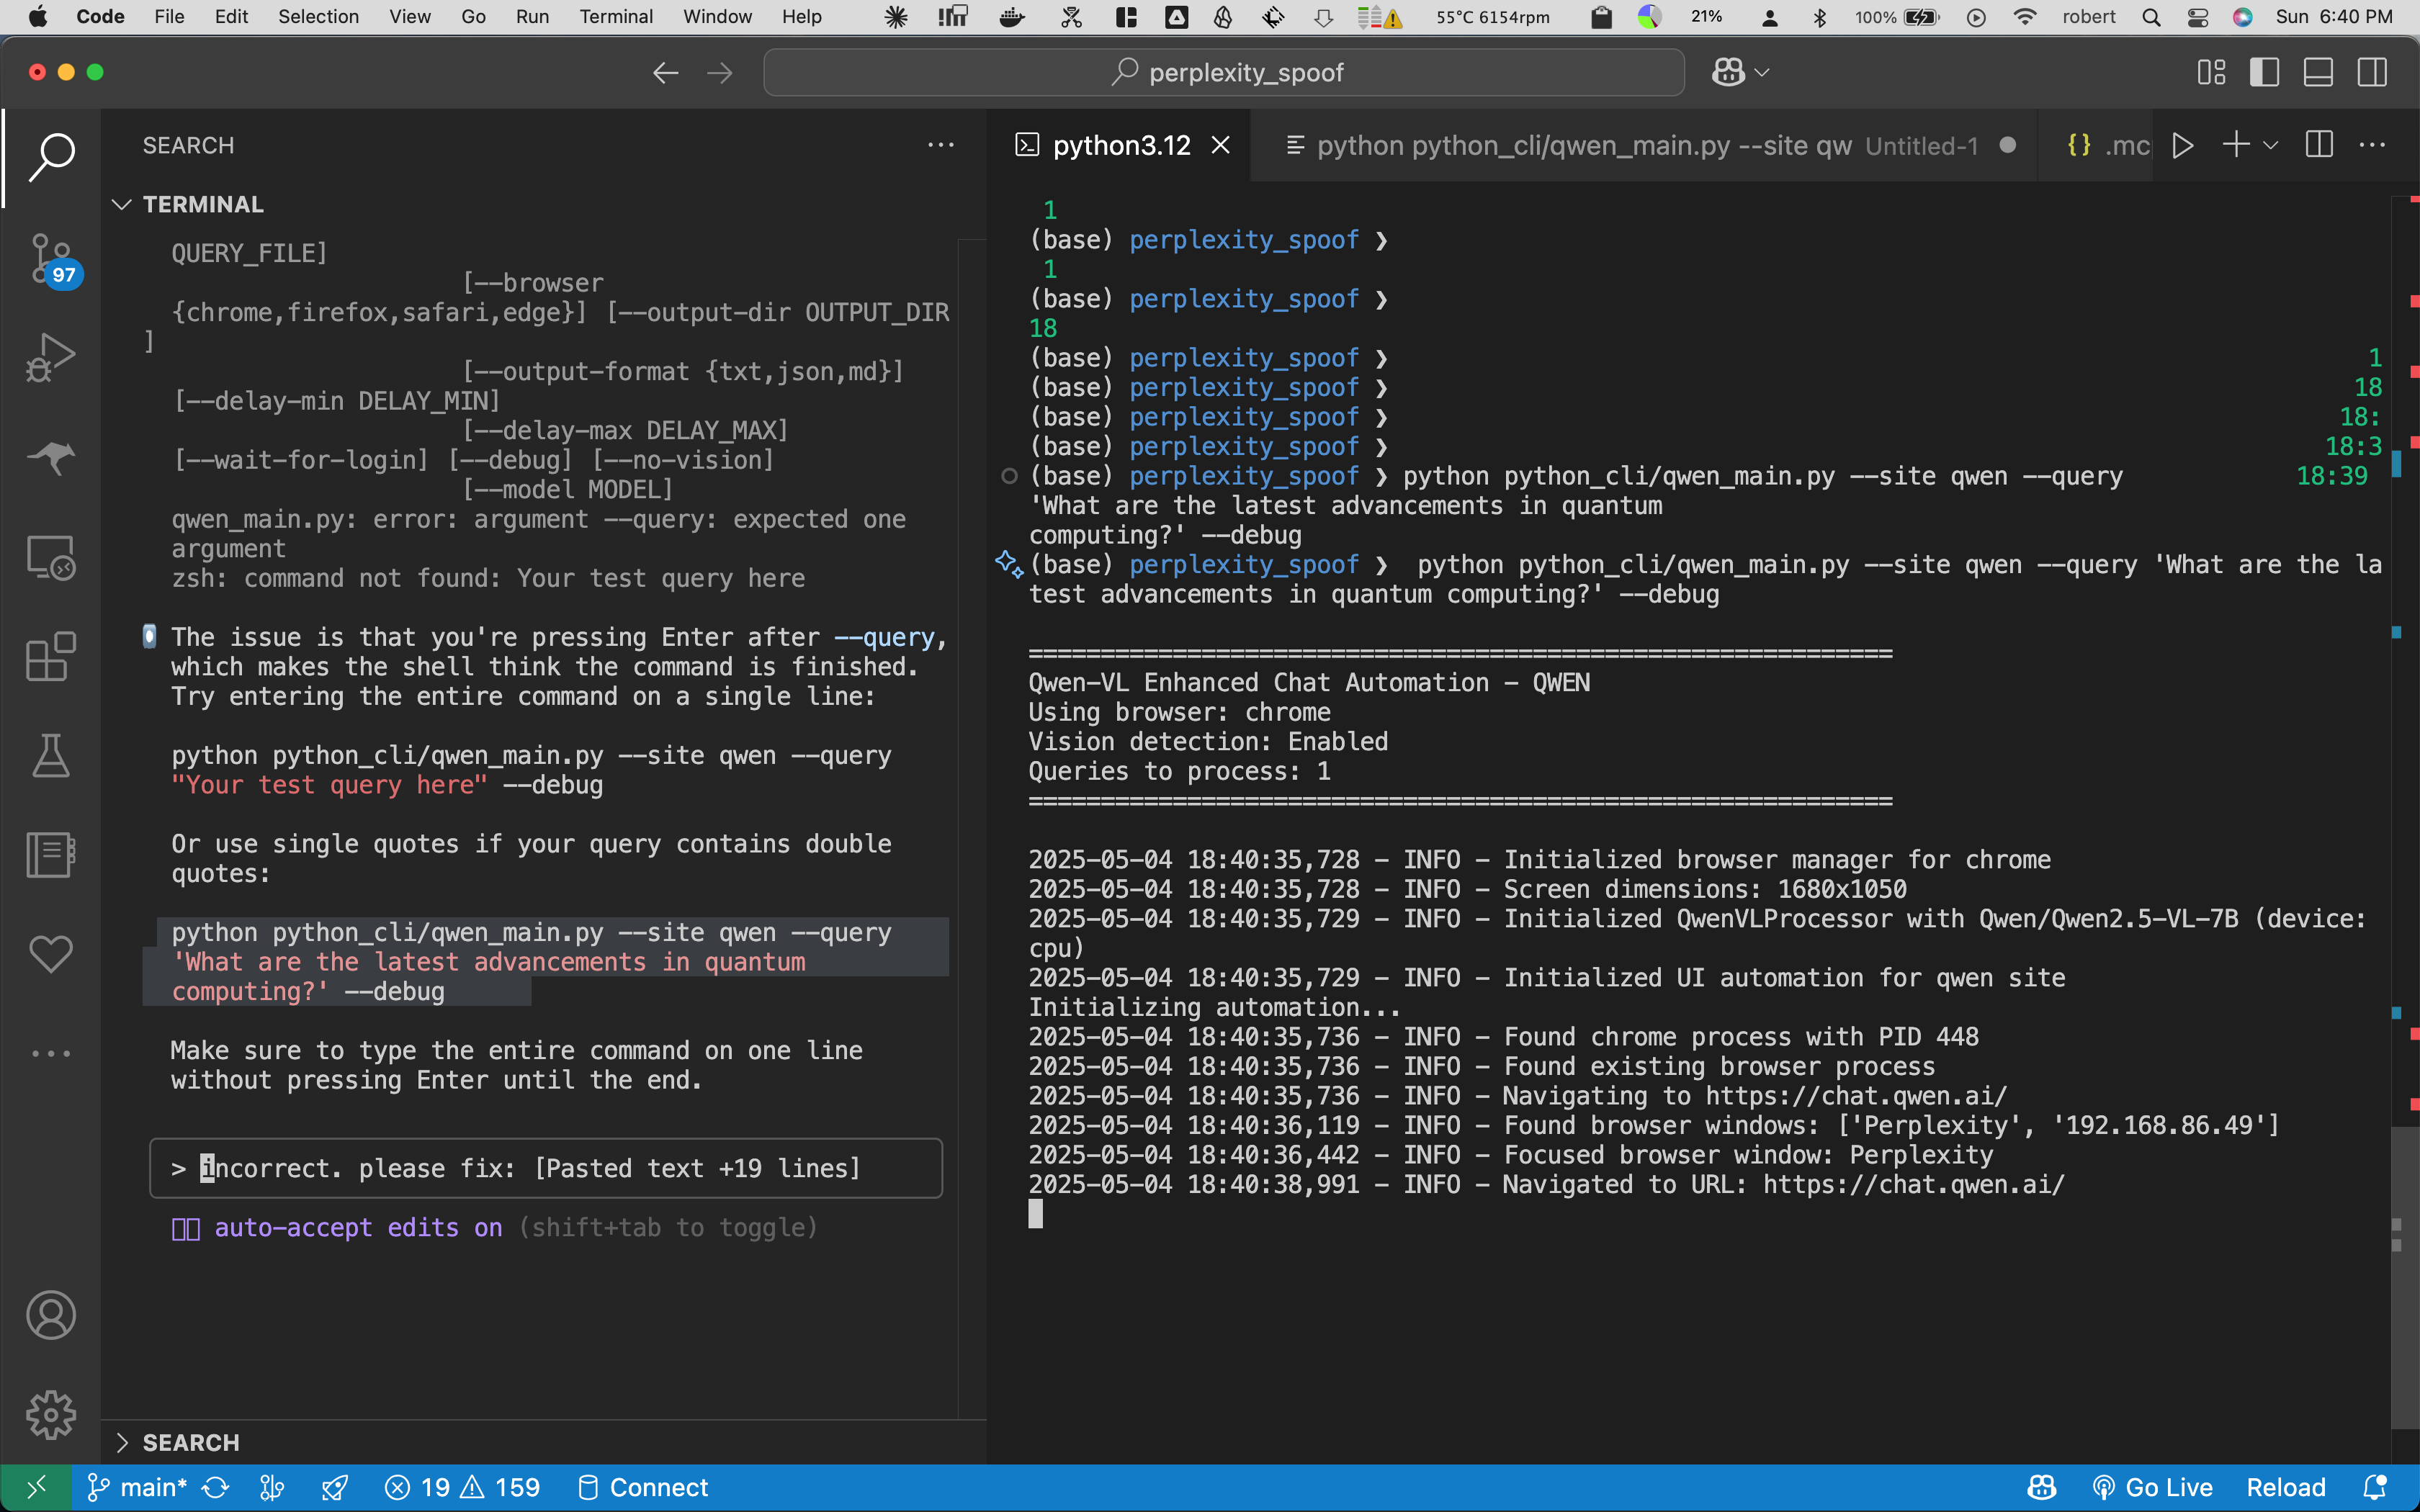 Code File Edit Selection View Go Run Terminal Window Help 55°C 6154rpm 21% 100% robert Sun 6:40 PM
perplexity_spoof
SEARCH
TERMINAL
QUERY_FILE]
[--browser
{chrome,firefox,safari,edge}] [--output-dir OUTPUT_DIR
]
[--output-format {txt,json,md}]
[--delay-min DELAY_MIN]
[--delay-max DELAY_MAX]
[--wait-for-login] [--debug] [--no-vision]
[--model MODEL]
qwen_main.py: error: argument --query: expected one
argument
zsh: command not found: Your test query here
The issue is that you're pressing Enter after --query,
which makes the shell think the command is finished.
Try entering the entire command on a single line:
python python_cli/qwen_main.py --site qwen --query
"Your test query here" --debug
Or use single quotes if your query contains double
quotes:
python python_cli/qwen_main.py --site qwen --query
'What are the latest advancements in quantum
computing?' --debug
Make sure to type the entire command on one line
without pressing Enter until the end.
> incorrect. please fix: [Pasted text +19 lines]
auto-accept edits on (shift+tab to toggle)
SEARCH
97
python3.12 python python_cli/qwen_main.py --site qw Untitled-1 {} .mc
1
(base) perplexity_spoof ❯
1
(base) perplexity_spoof ❯
18
(base) perplexity_spoof ❯ 1
(base) perplexity_spoof ❯ 18
(base) perplexity_spoof ❯ 18:
(base) perplexity_spoof ❯ 18:3
(base) perplexity_spoof ❯ python python_cli/qwen_main.py --site qwen --query 18:39
'What are the latest advancements in quantum
computing?' --debug
(base) perplexity_spoof ❯ python python_cli/qwen_main.py --site qwen --query 'What are the la
test advancements in quantum computing?' --debug
============================================================
Qwen-VL Enhanced Chat Automation - QWEN
Using browser: chrome
Vision detection: Enabled
Queries to process: 1
============================================================
2025-05-04 18:40:35,728 - INFO - Initialized browser manager for chrome
2025-05-04 18:40:35,728 - INFO - Screen dimensions: 1680x1050
2025-05-04 18:40:35,729 - INFO - Initialized QwenVLProcessor with Qwen/Qwen2.5-VL-7B (device:
cpu)
2025-05-04 18:40:35,729 - INFO - Initialized UI automation for qwen site
Initializing automation...
2025-05-04 18:40:35,736 - INFO - Found chrome process with PID 448
2025-05-04 18:40:35,736 - INFO - Found existing browser process
2025-05-04 18:40:35,736 - INFO - Navigating to https://chat.qwen.ai/
2025-05-04 18:40:36,119 - INFO - Found browser windows: ['Perplexity', '192.168.86.49']
2025-05-04 18:40:36,442 - INFO - Focused browser window: Perplexity
2025-05-04 18:40:38,991 - INFO - Navigated to URL: https://chat.qwen.ai/
main* 19 159 Connect Go Live Reload